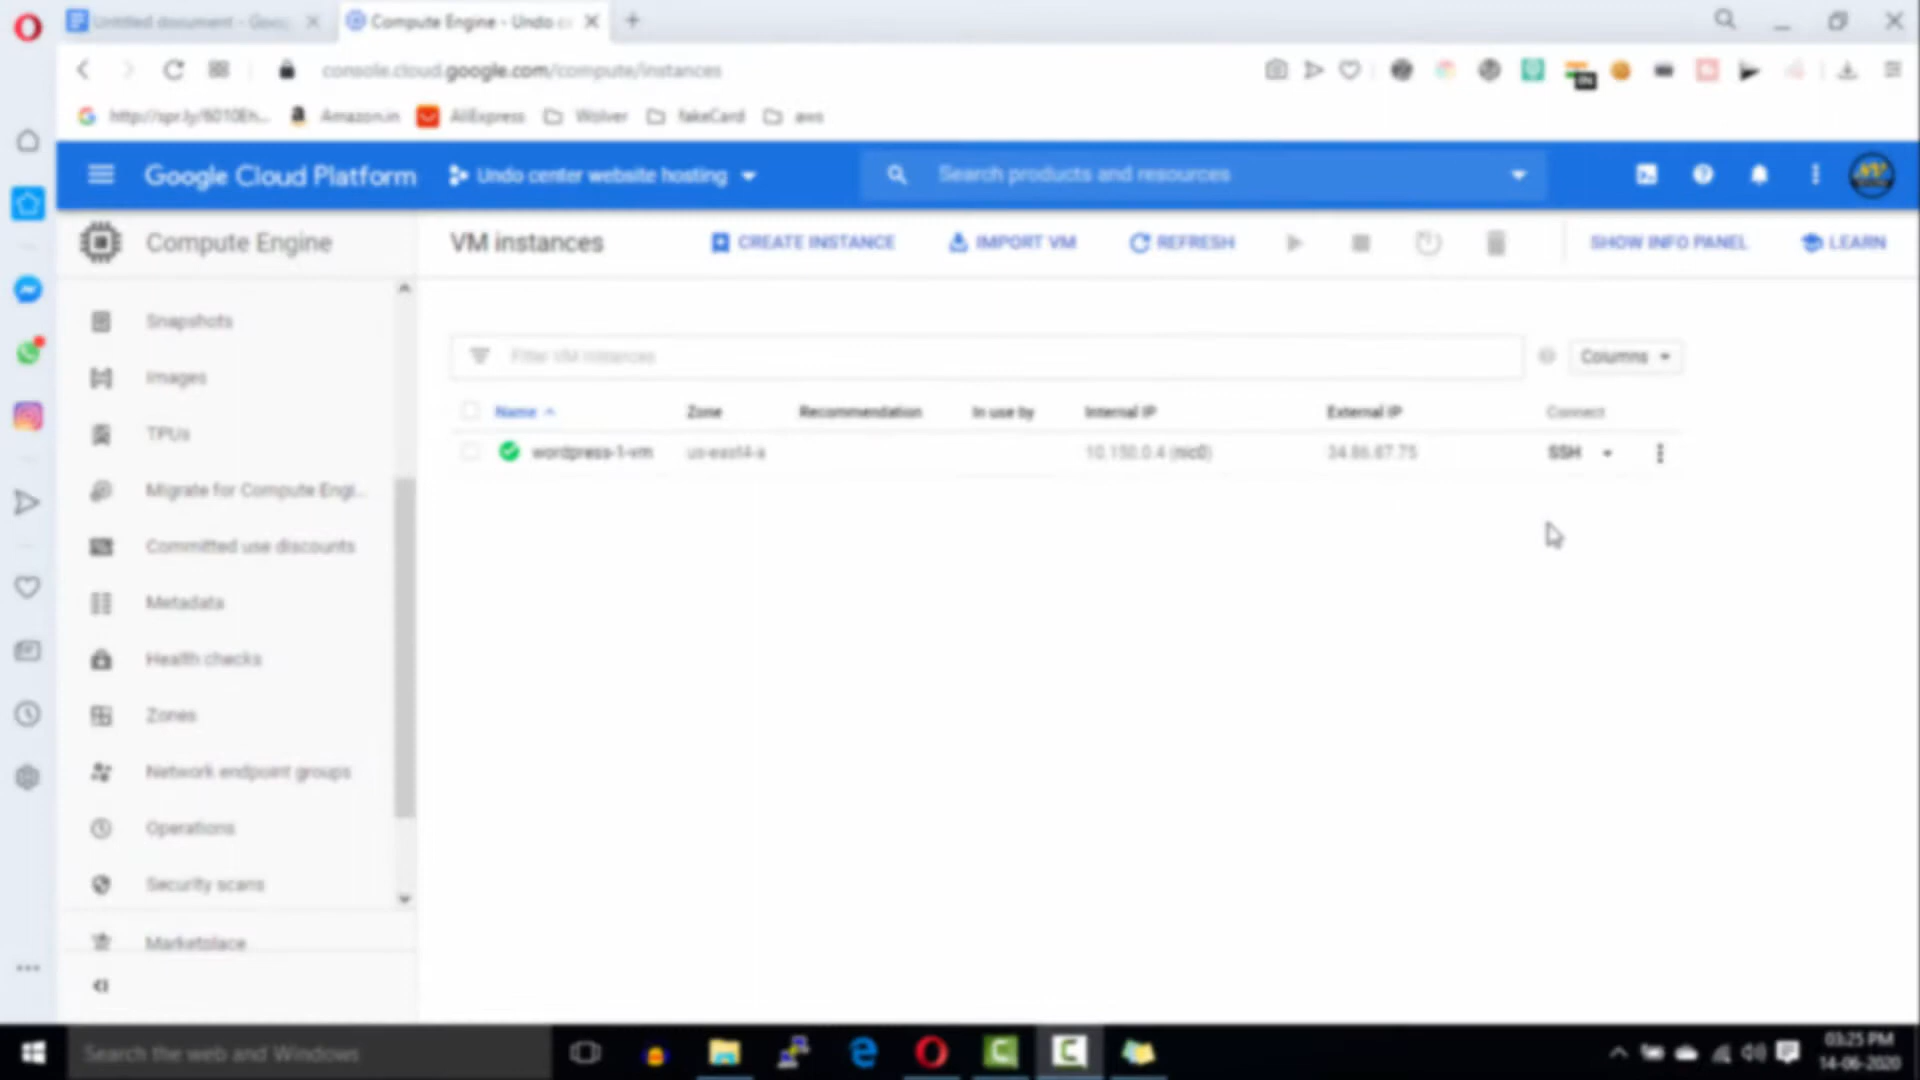 Untitled document - Goog
Compute Engine - Undo c
console.cloud.google.com/compute/instances
http://spr.ly/6010Eh...
Amazon.in
AliExpress
Wolver
fakeCard
aws
Google Cloud Platform
Undo center website hosting
Search products and resources
Compute Engine
VM instances
CREATE INSTANCE
IMPORT VM
REFRESH
SHOW INFO PANEL
LEARN
Snapshots
Images
TPUs
Migrate for Compute Engi...
Committed use discounts
Metadata
Health checks
Zones
Network endpoint groups
Operations
Security scans
Marketplace
Filter VM instances
Columns
Name
Zone
Recommendation
In use by
Internal IP
External IP
Connect
wordpress-1-vm
us-east4-a
10.150.0.4 (nic0)
34.86.87.75
SSH
Search the web and Windows
03:25 PM
14-06-2020